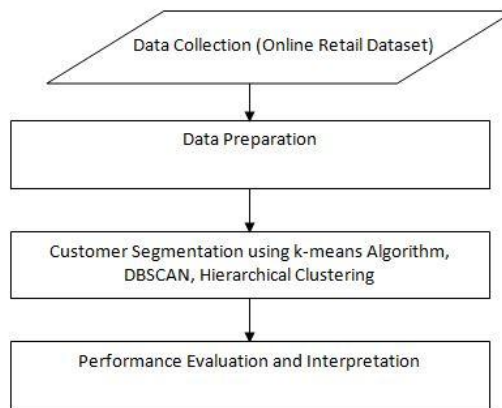 Data Collection (Online Retail Dataset)
Data Preparation
Customer Segmentation using k-means Algorithm,
DBSCAN, Hierarchical Clustering
Performance Evaluation and Interpretation